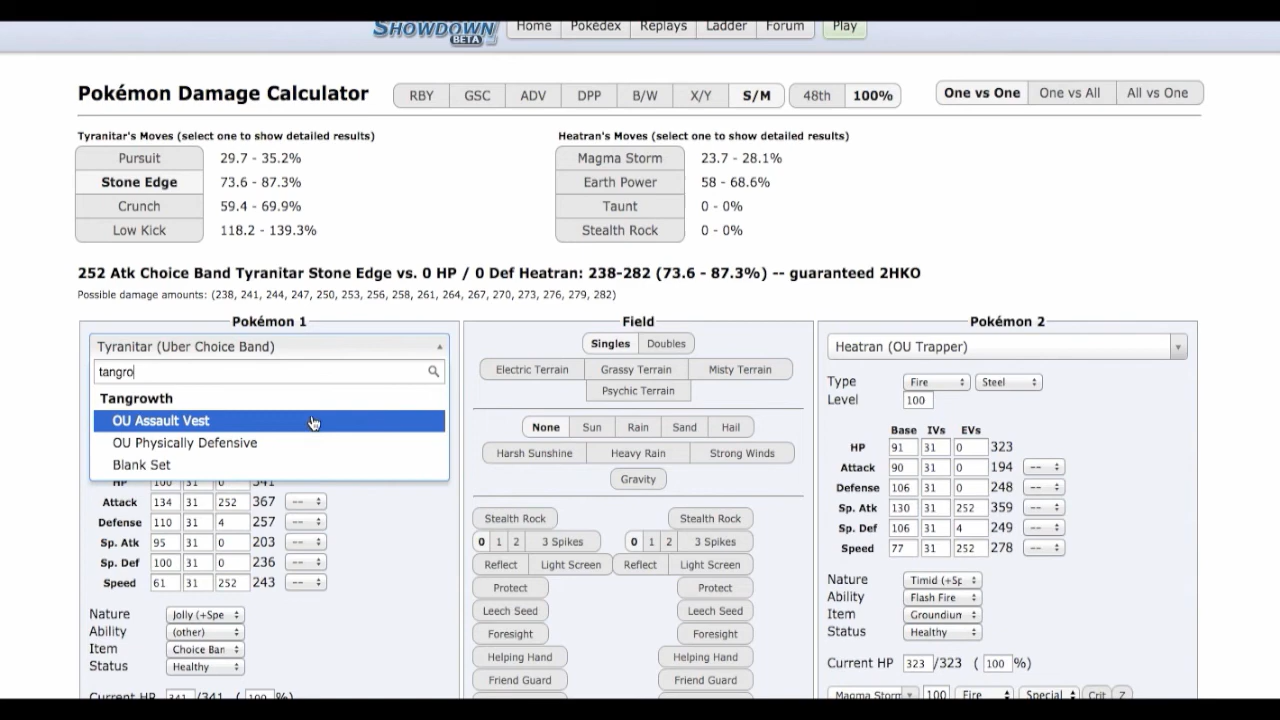 SHOWDOWN BETA Home Pokédex Replays Ladder Forum Play
Pokémon Damage Calculator RBY GSC ADV DPP B/W X/Y S/M 48th 100% One vs One One vs All All vs One
Tyranitar's Moves (select one to show detailed results) Heatran's Moves (select one to show detailed results)
Pursuit 29.7 - 35.2% Magma Storm 23.7 - 28.1%
Stone Edge 73.6 - 87.3% Earth Power 58 - 68.6%
Crunch 59.4 - 69.9% Taunt 0 - 0%
Low Kick 118.2 - 139.3% Stealth Rock 0 - 0%
252 Atk Choice Band Tyranitar Stone Edge vs. 0 HP / 0 Def Heatran: 238-282 (73.6 - 87.3%) -- guaranteed 2HKO
Possible damage amounts: (238, 241, 244, 247, 250, 253, 256, 258, 261, 264, 267, 270, 273, 276, 279, 282)
Pokémon 1
Tyranitar (Uber Choice Band)
tangro
Tangrowth
OU Assault Vest
OU Physically Defensive
Blank Set
HP 100 31 0 341
Attack 134 31 252 367 --
Defense 110 31 4 257 --
Sp. Atk 95 31 0 203 --
Sp. Def 100 31 0 236 --
Speed 61 31 252 243 --
Nature Jolly (+Spe
Ability (other)
Item Choice Ban
Status Healthy
Current HP 341 /341 ( 100 %)
Field
Singles Doubles
Electric Terrain Grassy Terrain Misty Terrain
Psychic Terrain
None Sun Rain Sand Hail
Harsh Sunshine Heavy Rain Strong Winds
Gravity
Stealth Rock Stealth Rock
0 1 2 3 Spikes 0 1 2 3 Spikes
Reflect Light Screen Reflect Light Screen
Protect Protect
Leech Seed Leech Seed
Foresight Foresight
Helping Hand Helping Hand
Friend Guard Friend Guard
Pokémon 2
Heatran (OU Trapper)
Type Fire Steel
Level 100
Base IVs EVs
HP 91 31 0 323
Attack 90 31 0 194 --
Defense 106 31 0 248 --
Sp. Atk 130 31 252 359 --
Sp. Def 106 31 4 249 --
Speed 77 31 252 278 --
Nature Timid (+Sp
Ability Flash Fire
Item Groundiun
Status Healthy
Current HP 323 /323 ( 100 %)
Magma Storm 100 Fire Special Crit Z